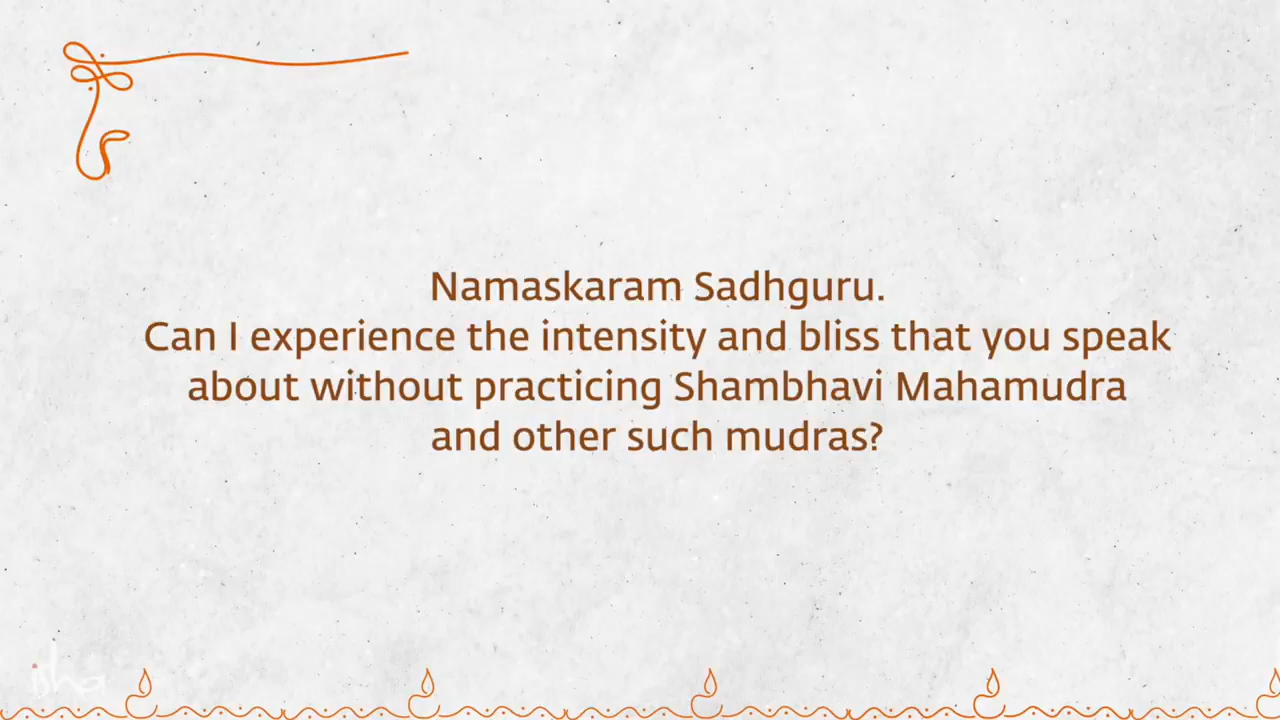 Namaskaram Sadhguru.
Can I experience the intensity and bliss that you speak
about without practicing Shambhavi Mahamudra
and other such mudras?
isha